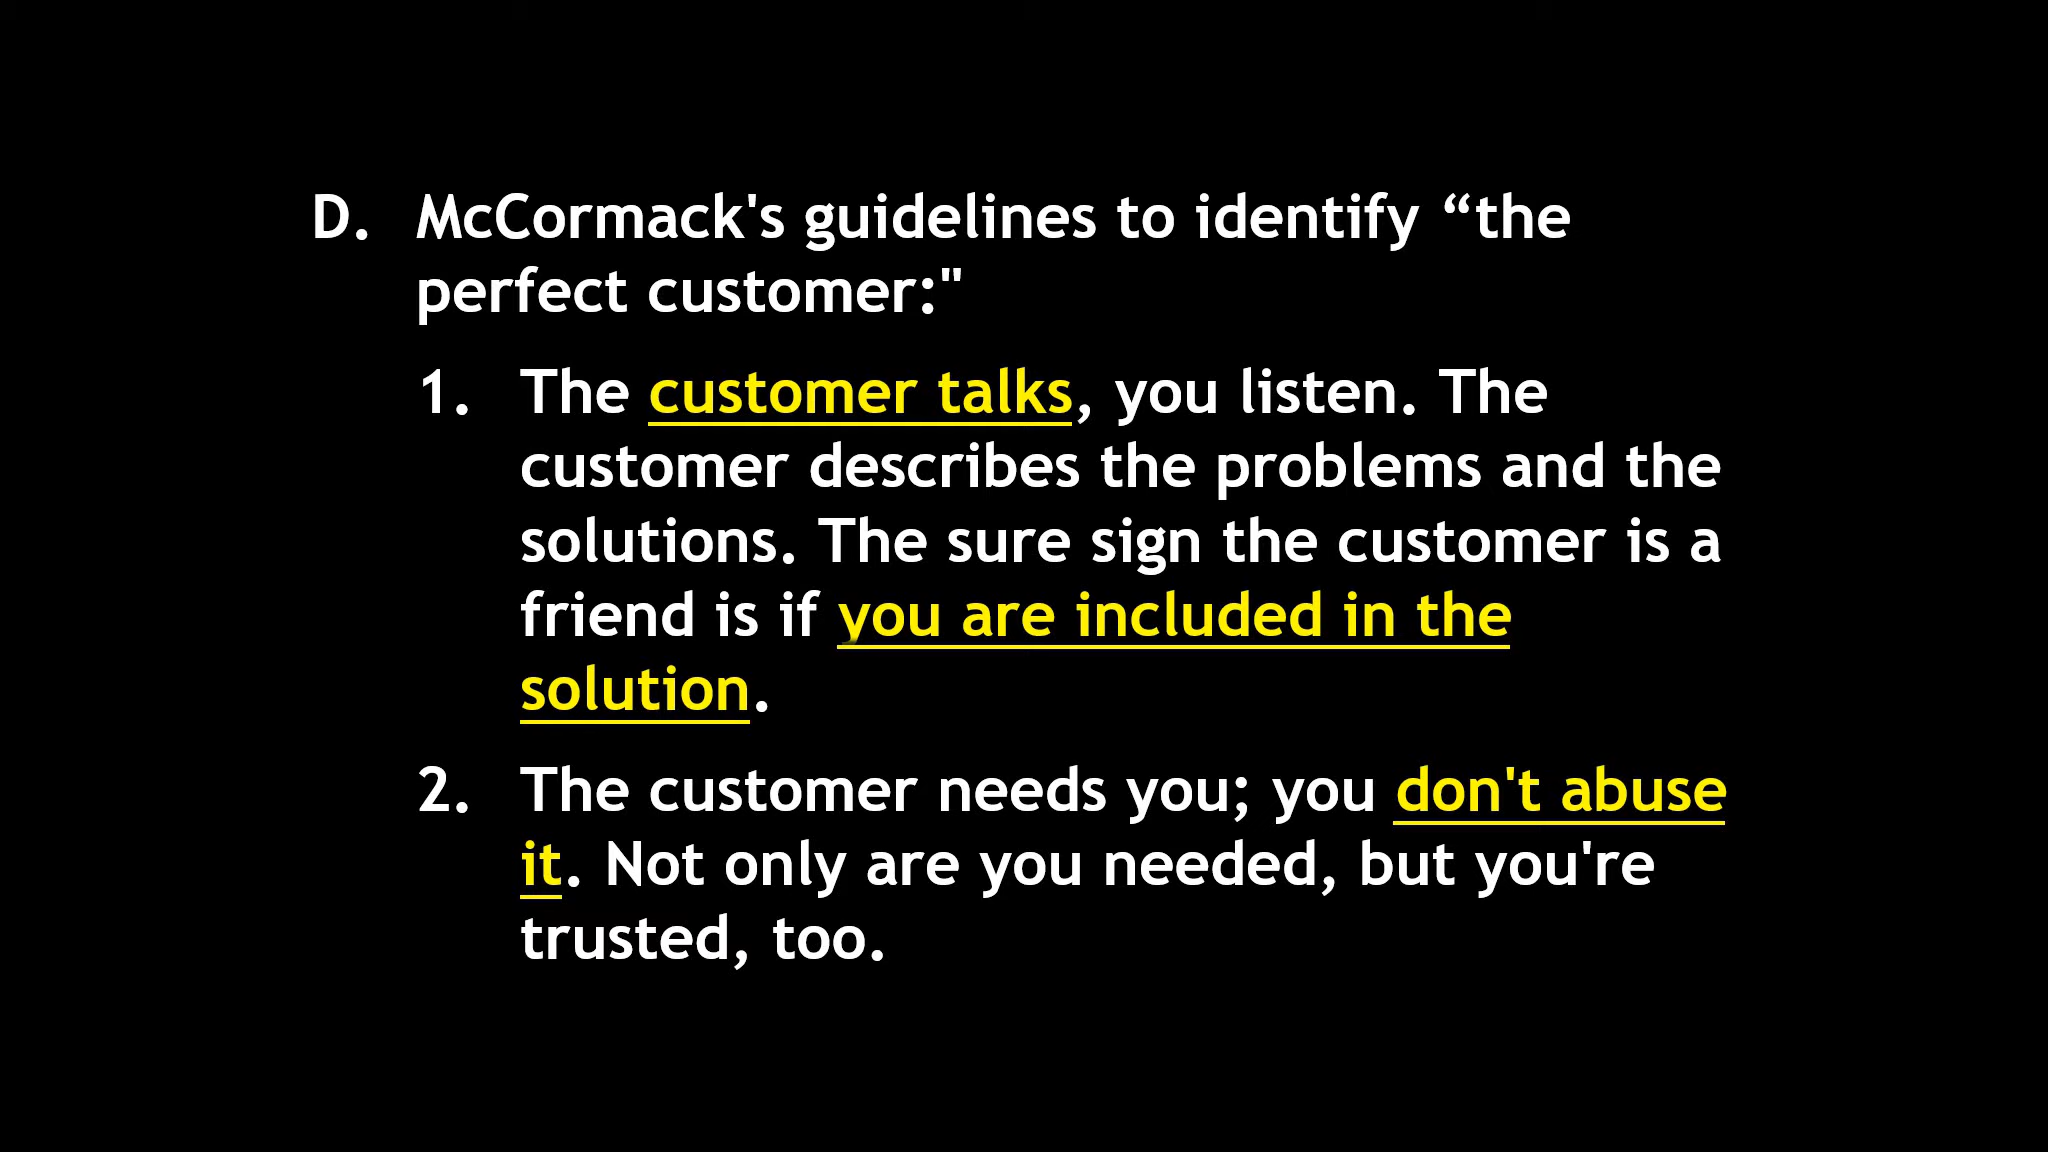 D. McCormack's guidelines to identify “the
perfect customer:"
1. The customer talks, you listen. The
customer describes the problems and the
solutions. The sure sign the customer is a
friend is if you are included in the
solution.
2. The customer needs you; you don't abuse
it. Not only are you needed, but you're
trusted, too.